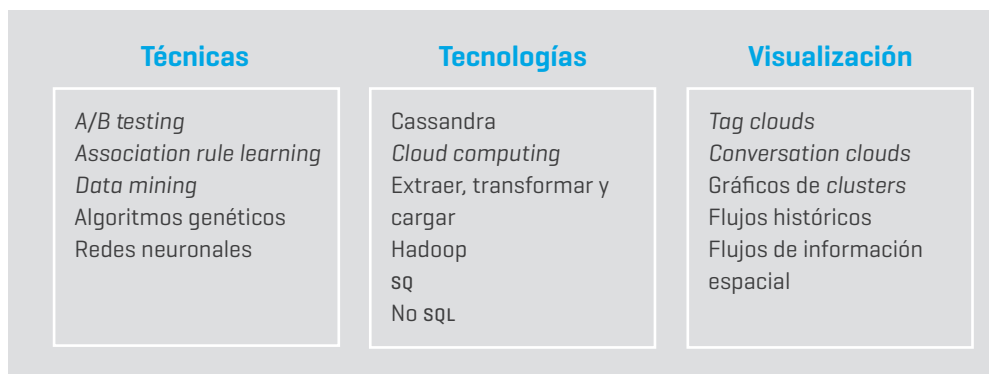 Técnicas
A/B testing
Association rule learning
Data mining
Algoritmos genéticos
Redes neuronales
Tecnologías
Cassandra
Cloud computing
Extraer, transformar y
cargar
Hadoop
SQ
No SQL
Visualización
Tag clouds
Conversation clouds
Gráficos de clusters
Flujos históricos
Flujos de información
espacial